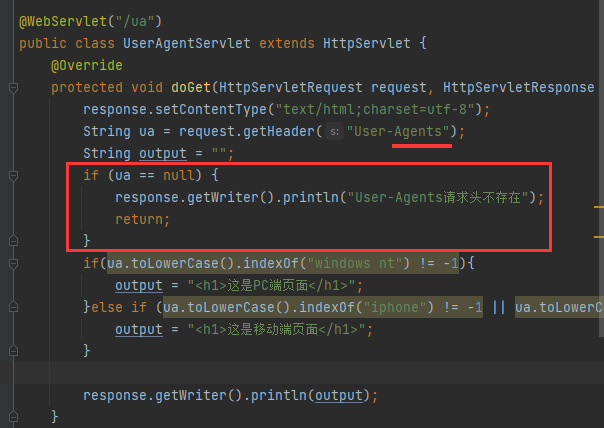 @WebServlet("/ua")
public class UserAgentServlet extends HttpServlet {
@Override
protected void doGet(HttpServletRequest request, HttpServletResponse
response.setContentType("text/html;charset=utf-8");
String ua = request.getHeader( s: "User-Agents");
String output = "";
if (ua == null) {
response.getWriter().println("User-Agents请求头不存在");
return;
}
if(ua.toLowerCase().indexOf("windows nt") != -1){
output = "<h1>这是PC端页面</h1>";
}else if (ua.toLowerCase().indexOf("iphone") != -1 || ua.toLowerC
output = "<h1>这是移动端页面</h1>";
}
response.getWriter().println(output);
}